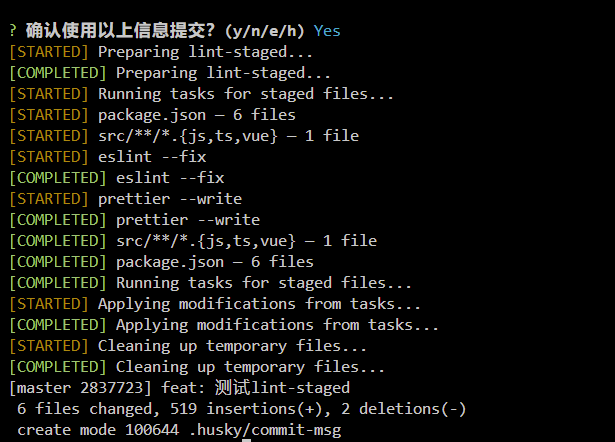 ? 确认使用以上信息提交？(y/n/e/h) Yes
[STARTED] Preparing lint-staged...
[COMPLETED] Preparing lint-staged...
[STARTED] Running tasks for staged files...
[STARTED] package.json — 6 files
[STARTED] src/**/*.{js,ts,vue} — 1 file
[STARTED] eslint --fix
[COMPLETED] eslint --fix
[STARTED] prettier --write
[COMPLETED] prettier --write
[COMPLETED] src/**/*.{js,ts,vue} — 1 file
[COMPLETED] package.json — 6 files
[COMPLETED] Running tasks for staged files...
[STARTED] Applying modifications from tasks...
[COMPLETED] Applying modifications from tasks...
[STARTED] Cleaning up temporary files...
[COMPLETED] Cleaning up temporary files...
[master 2837723] feat: 测试lint-staged
6 files changed, 519 insertions(+), 2 deletions(-)
create mode 100644 .husky/commit-msg